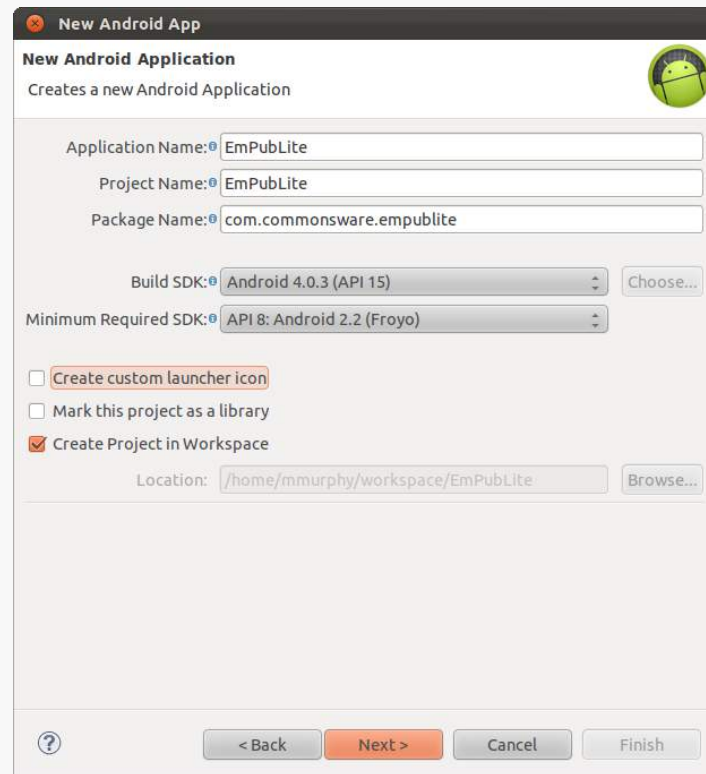 New Android App
New Android Application
Creates a new Android Application
Application Name: EmPubLite
Project Name: EmPubLite
Package Name: com.commonsware.empublite
Build SDK: Android 4.0.3 (API 15) Choose...
Minimum Required SDK: API 8: Android 2.2 (Froyo)
Create custom launcher icon
Mark this project as a library
Create Project in Workspace
Location: /home/mmurphy/workspace/EmPubLite Browse...
? < Back Next > Cancel Finish